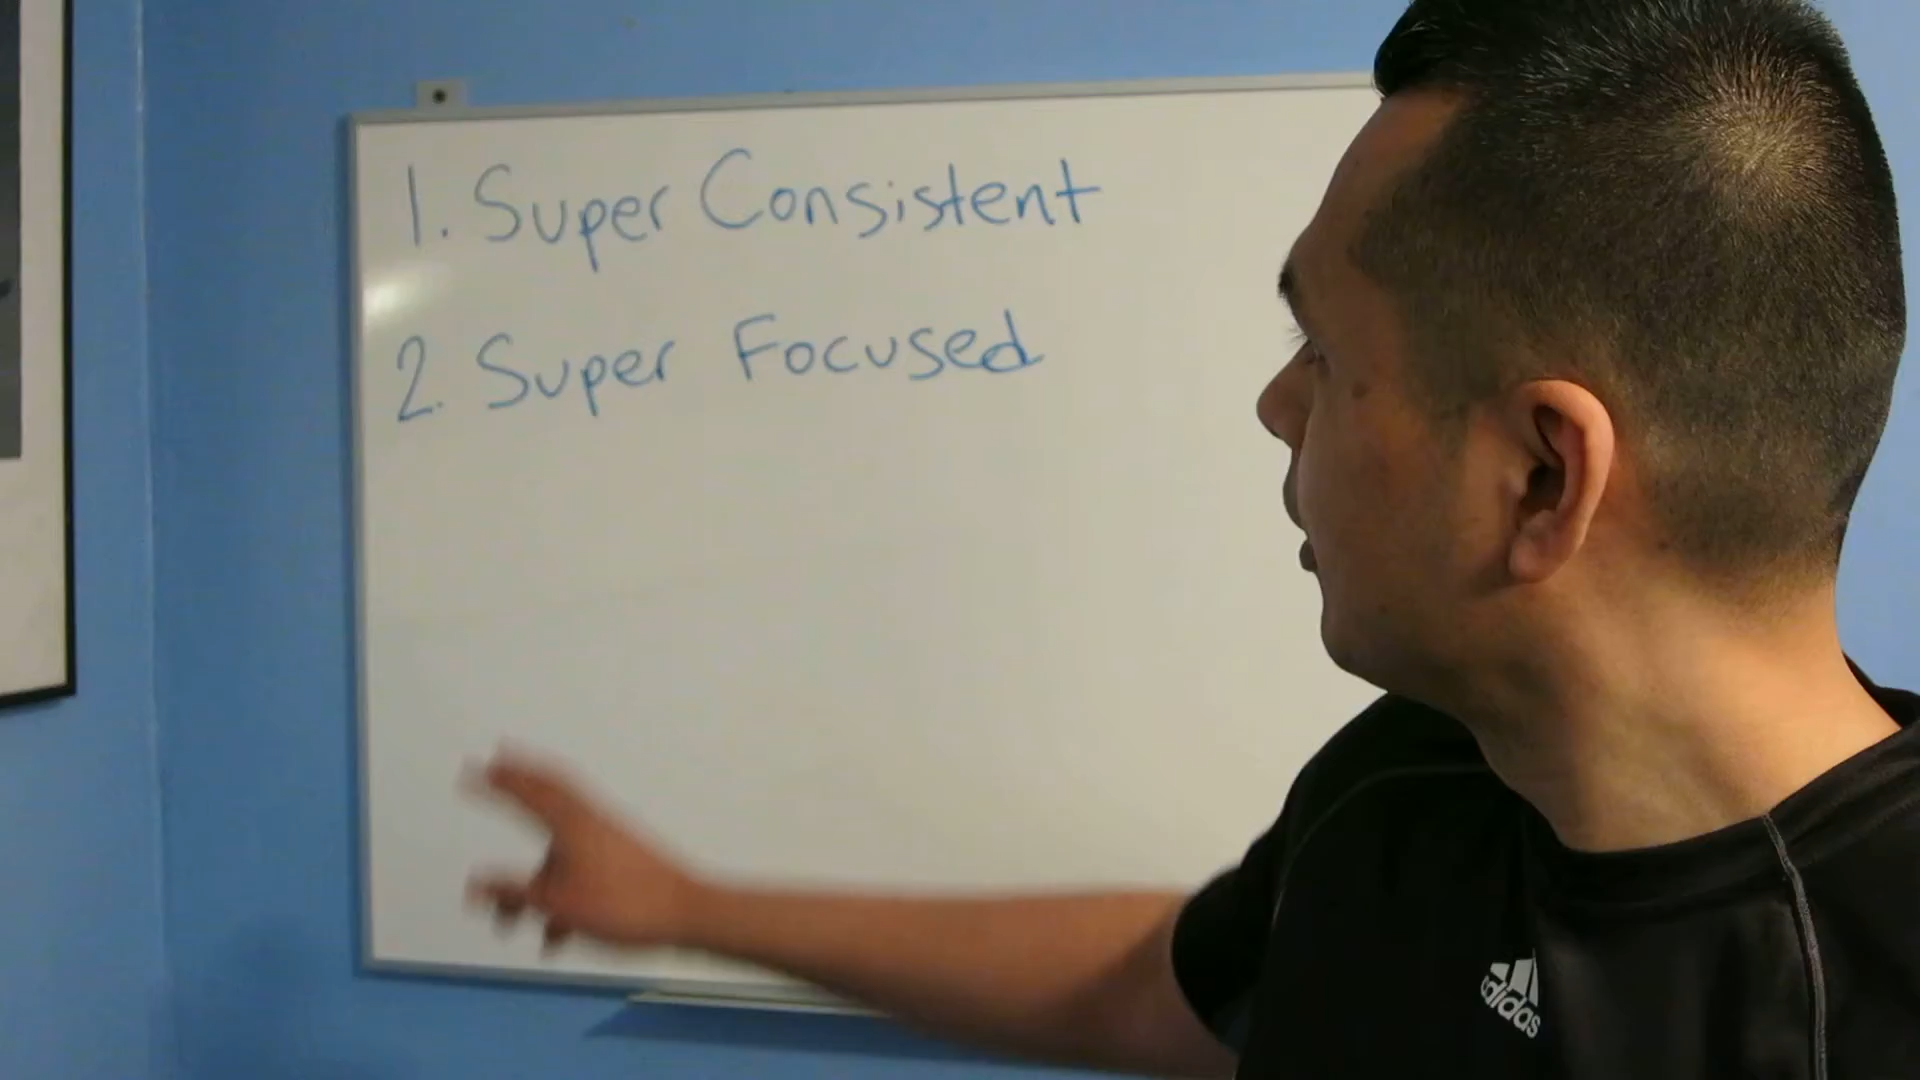 1. Super Consistent
2. Super Focused
adidas